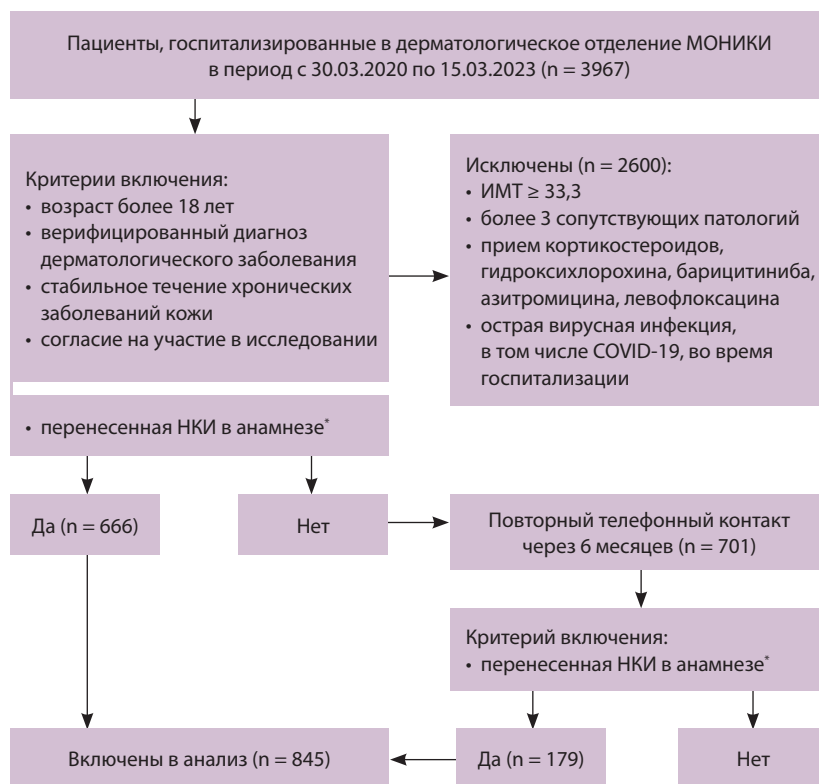 Пациенты, госпитализированные в дерматологическое отделение МОНИКИ
в период с 30.03.2020 по 15.03.2023 (n = 3967)
Критерии включения:
• возраст более 18 лет
• верифицированный диагноз
дерматологического заболевания
• стабильное течение хронических
заболеваний кожи
• согласие на участие в исследовании
Исключены (n = 2600):
• ИМТ ≥ 33,3
• более 3 сопутствующих патологий
• прием кортикостероидов,
гидроксихлорохина, барицитиниба,
азитромицина, левофлоксацина
• острая вирусная инфекция,
в том числе COVID-19, во время
госпитализации
• перенесенная НКИ в анамнезе*
Да (n = 666)
Нет
Повторный телефонный контакт
через 6 месяцев (n = 701)
Критерий включения:
• перенесенная НКИ в анамнезе*
Включены в анализ (n = 845)
Да (n = 179)
Нет